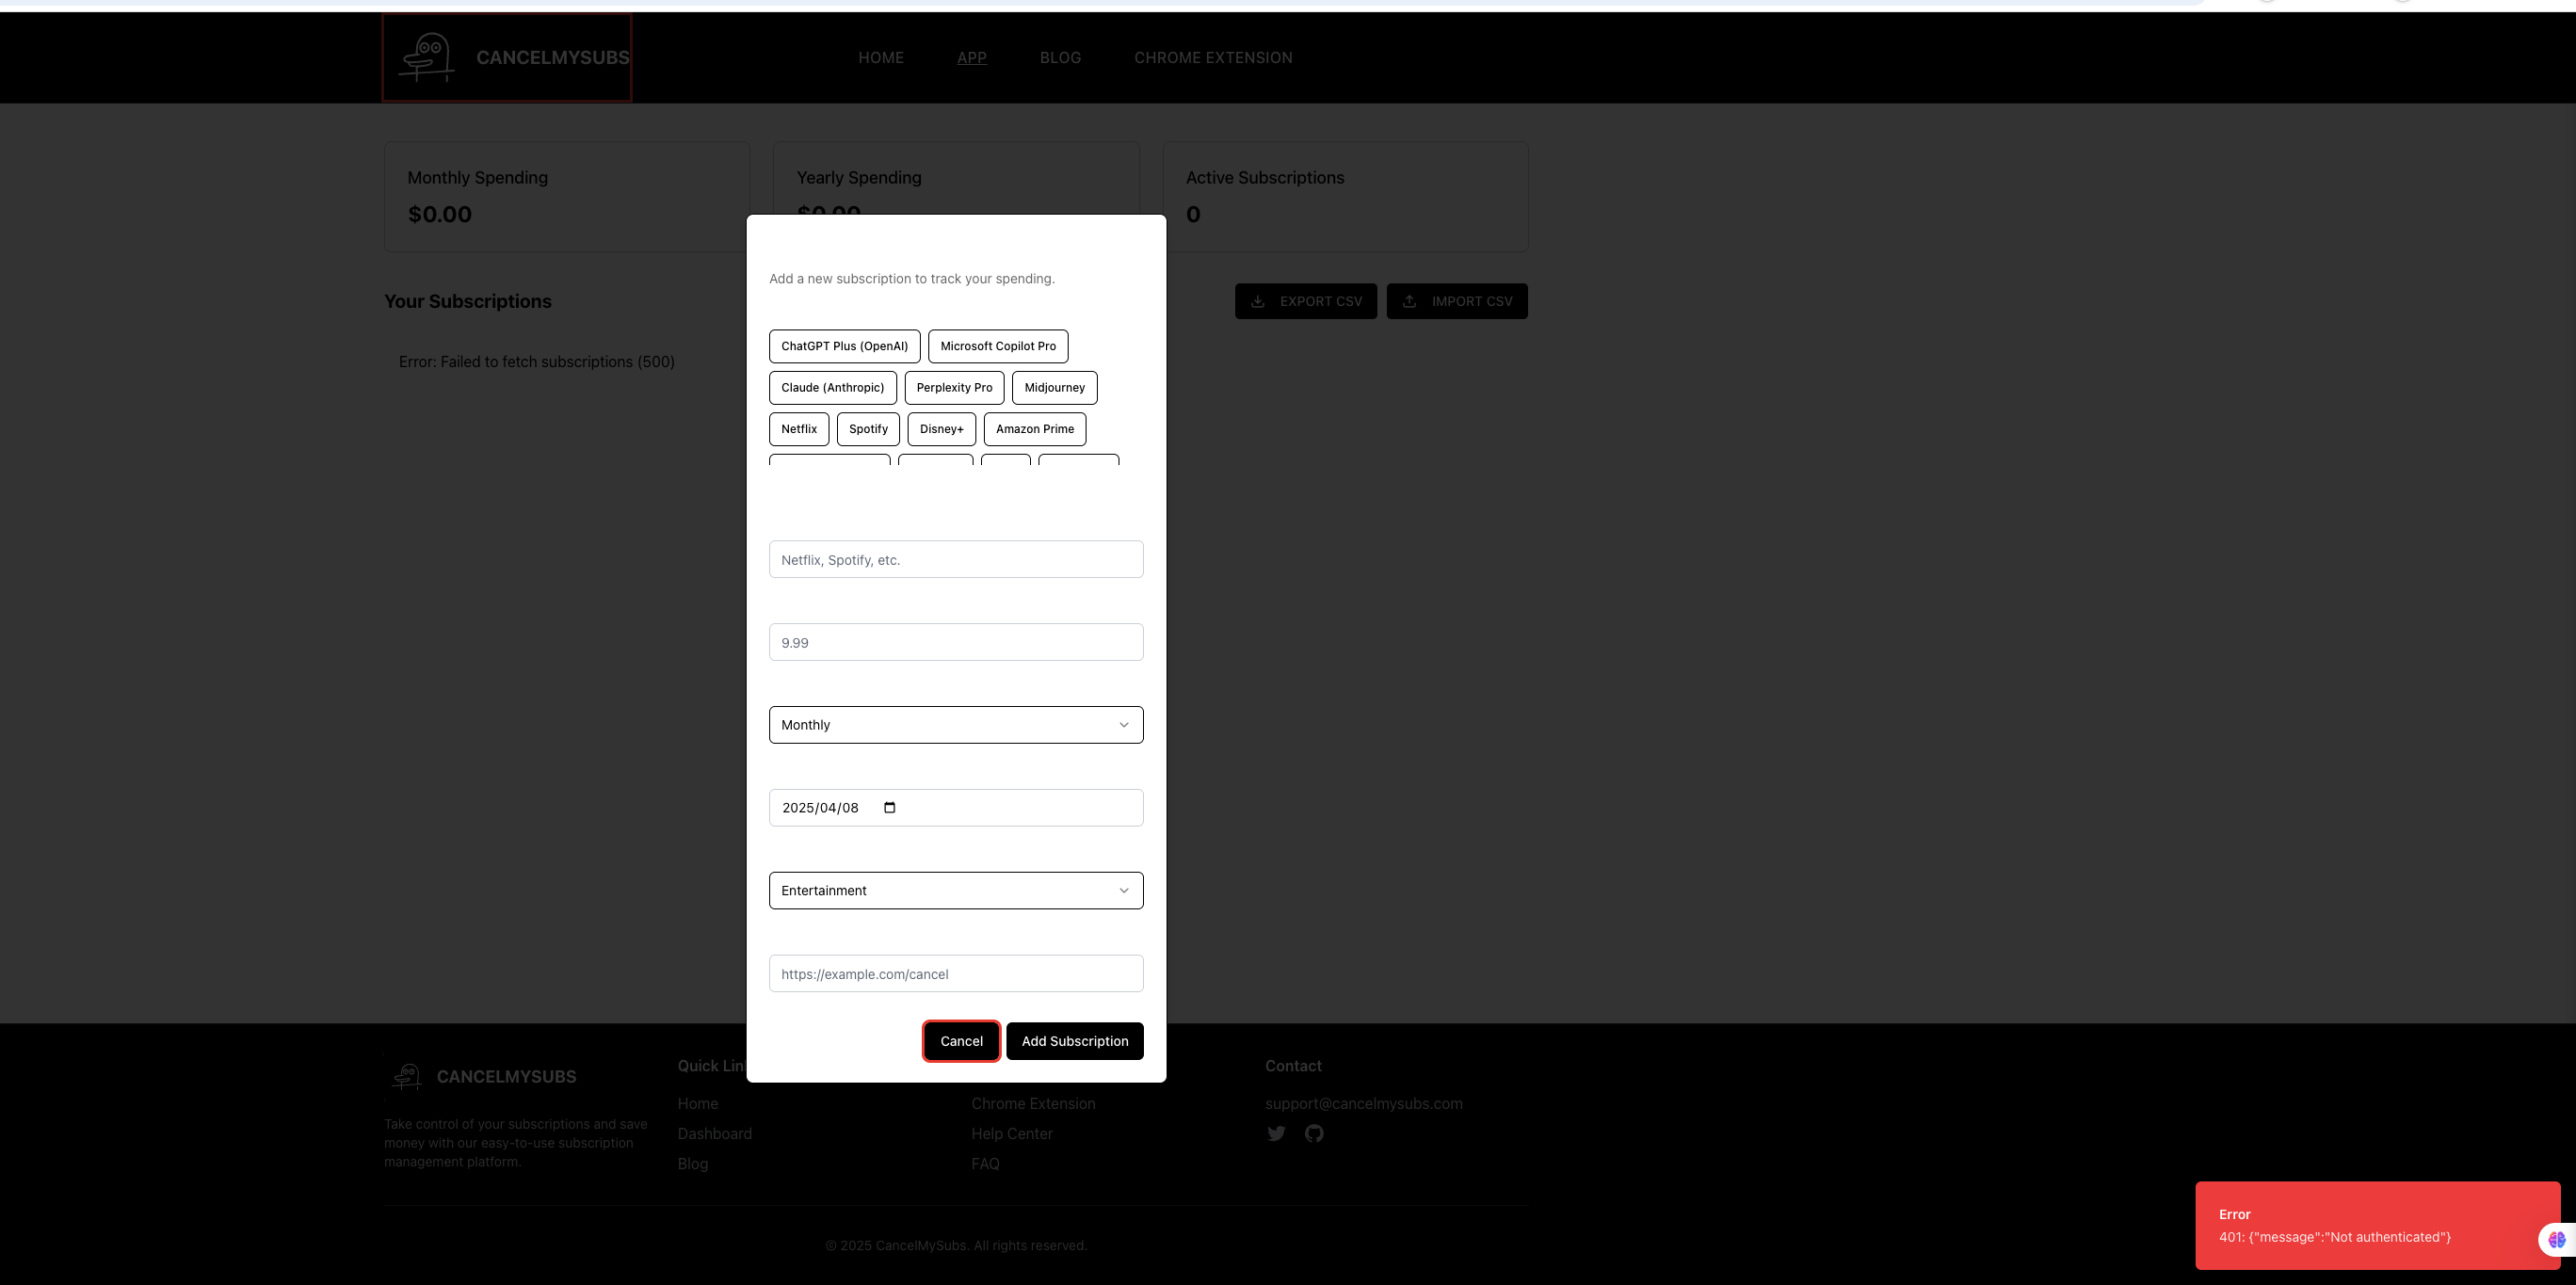 CANCELMYSUBS
HOME
APP
BLOG
CHROME EXTENSION
Monthly Spending
$0.00
Yearly Spending
$0.00
Active Subscriptions
0
Your Subscriptions
EXPORT CSV
IMPORT CSV
Error: Failed to fetch subscriptions (500)
Add a new subscription to track your spending.
ChatGPT Plus (OpenAI)
Microsoft Copilot Pro
Claude (Anthropic)
Perplexity Pro
Midjourney
Netflix
Spotify
Disney+
Amazon Prime
Netflix, Spotify, etc.
9.99
Monthly
2025/04/08
Entertainment
https://example.com/cancel
Cancel
Add Subscription
CANCELMYSUBS
Take control of your subscriptions and save
money with our easy-to-use subscription
management platform.
Quick Lin
Home
Dashboard
Blog
Chrome Extension
Help Center
FAQ
Contact
support@cancelmysubs.com
© 2025 CancelMySubs. All rights reserved.
Error
401: {"message":"Not authenticated"}